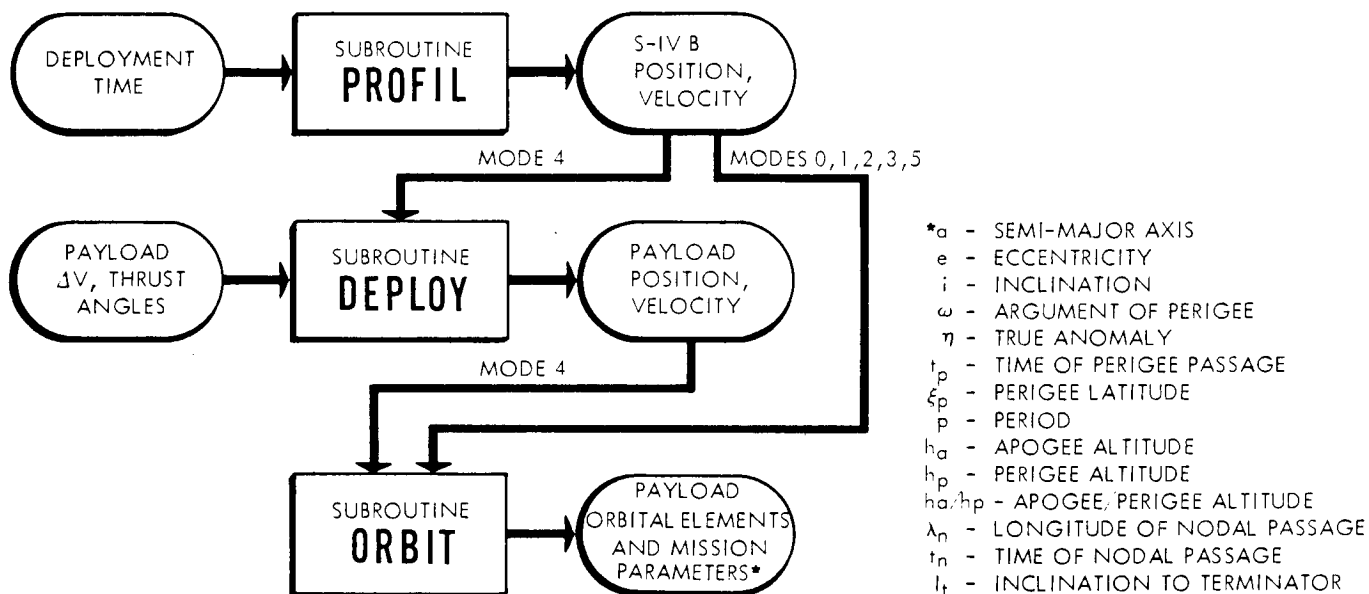 DEPLOYMENT
TIME
SUBROUTINE
PROFIL
S-IV B
POSITION,
VELOCITY
MODE 4
MODES 0, 1, 2, 3, 5
PAYLOAD
ΔV, THRUST
ANGLES
SUBROUTINE
DEPLOY
PAYLOAD
POSITION,
VELOCITY
MODE 4
SUBROUTINE
ORBIT
PAYLOAD
ORBITAL ELEMENTS
AND MISSION
PARAMETERS*
*a - SEMI-MAJOR AXIS
e - ECCENTRICITY
i - INCLINATION
ω - ARGUMENT OF PERIGEE
η - TRUE ANOMALY
tp - TIME OF PERIGEE PASSAGE
ξp - PERIGEE LATITUDE
p - PERIOD
ha - APOGEE ALTITUDE
hp - PERIGEE ALTITUDE
ha/hp - APOGEE/PERIGEE ALTITUDE
λn - LONGITUDE OF NODAL PASSAGE
tn - TIME OF NODAL PASSAGE
It - INCLINATION TO TERMINATOR